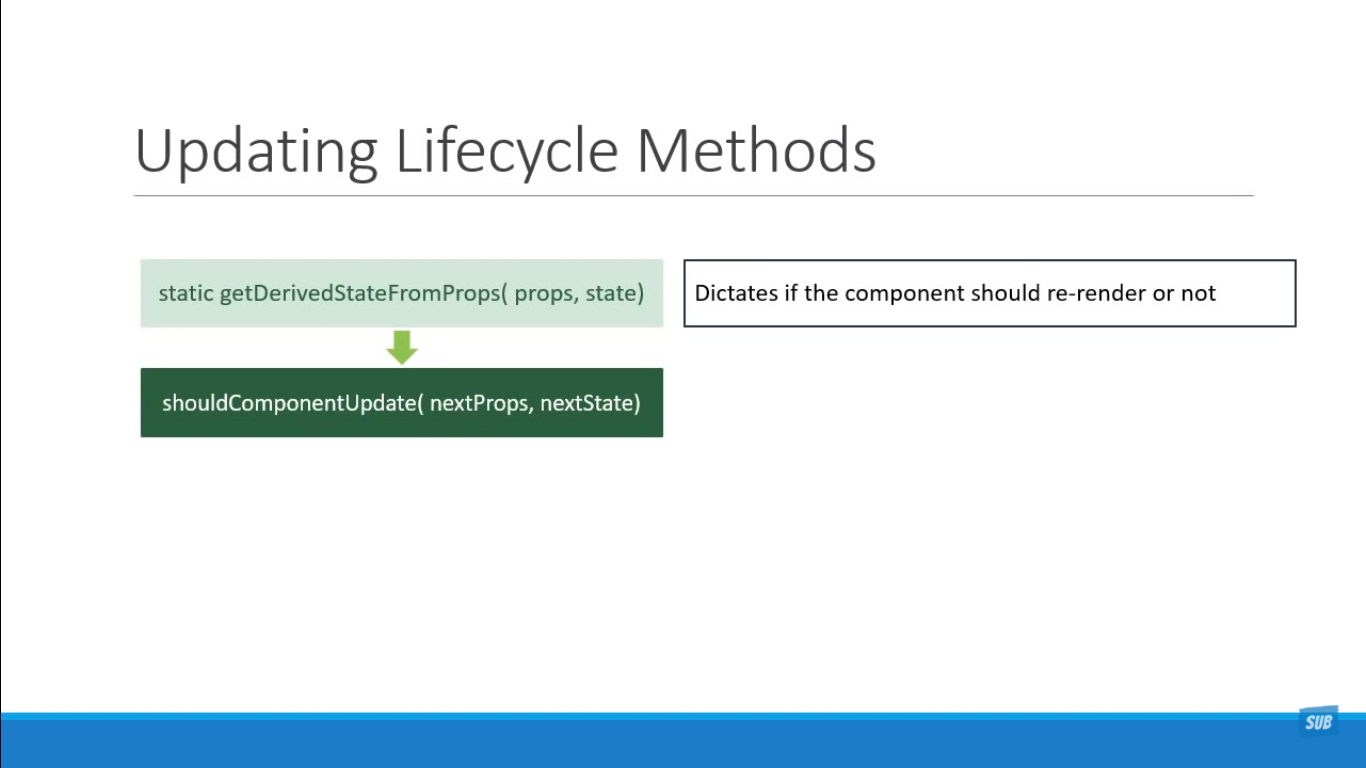 Updating Lifecycle Methods
static getDerivedStateFromProps( props, state)
Dictates if the component should re-render or not
shouldComponentUpdate( nextProps, nextState)
SUB